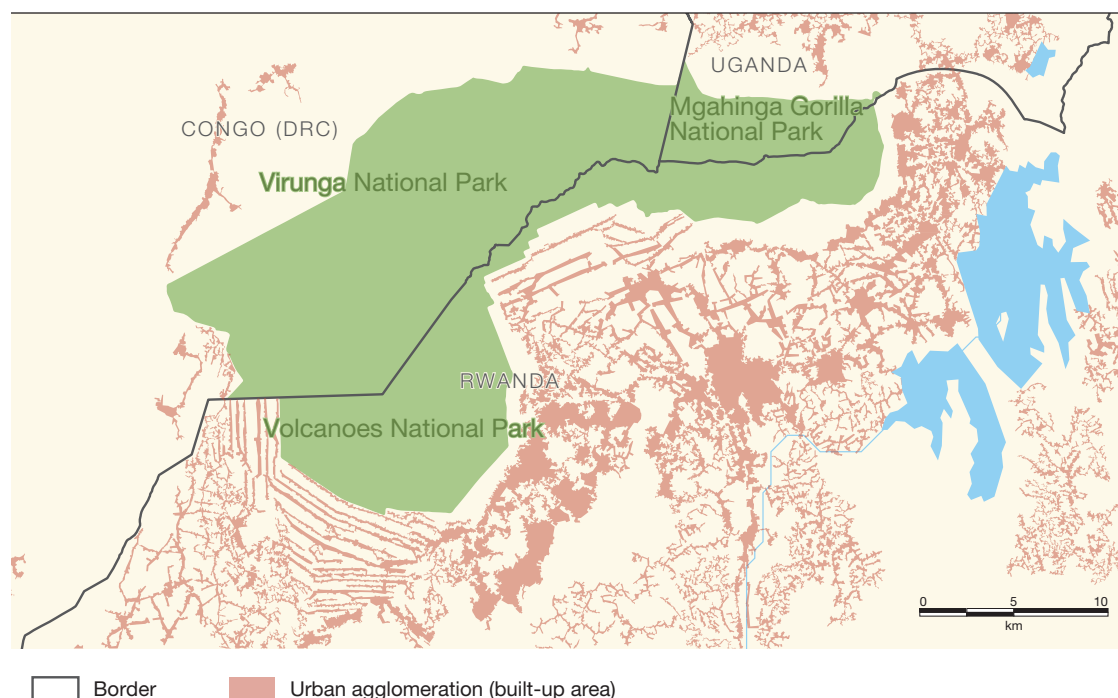 UGANDA
Mgahinga Gorilla
National Park
CONGO (DRC)
Virunga National Park
RWANDA
Volcanoes National Park
0 5 10
km
Border
Urban agglomeration (built-up area)